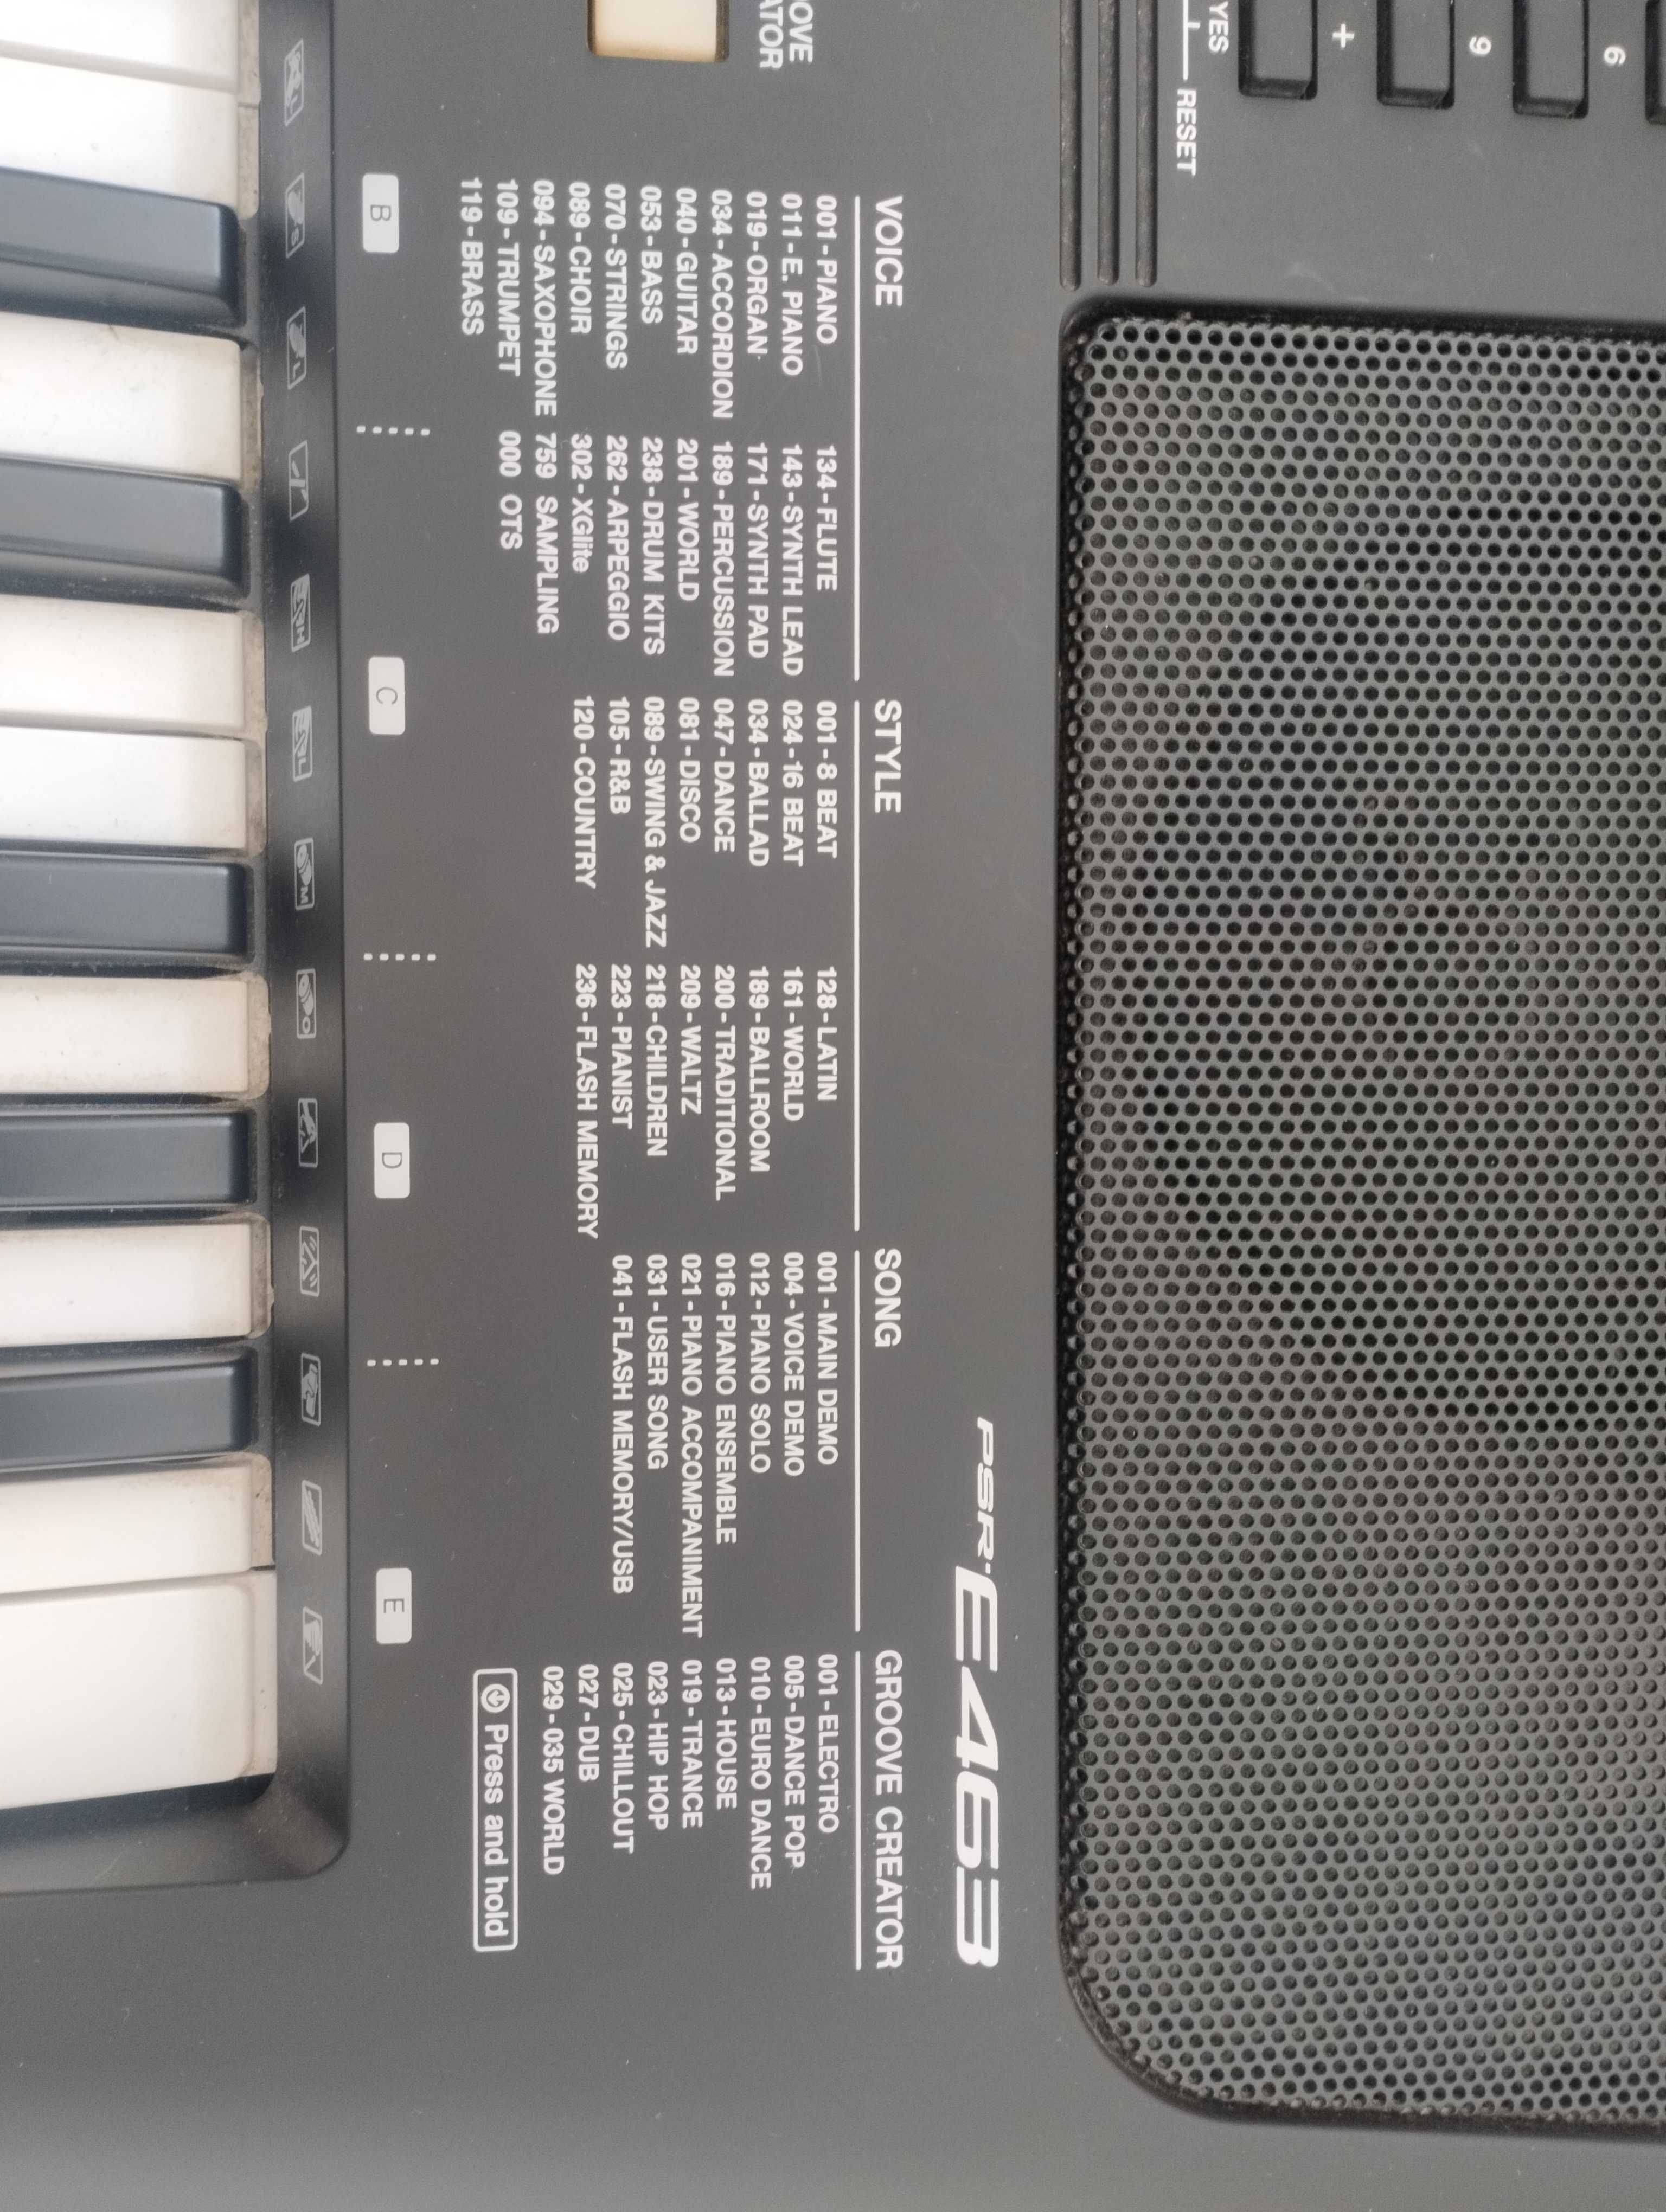 OVE
ATOR
YES
+
9
6
RESET
PSR-E463
VOICE
001-PIANO
011-E. PIANO
019-ORGAN
034-ACCORDION
040-GUITAR
053-BASS
070-STRINGS
089-CHOIR
094-SAXOPHONE
109-TRUMPET
119-BRASS
134-FLUTE
143-SYNTH LEAD
171-SYNTH PAD
189-PERCUSSION
201-WORLD
238-DRUM KITS
262-ARPEGGIO
302-XGlite
759 SAMPLING
000 OTS
STYLE
001-8 BEAT
024-16 BEAT
034-BALLAD
047-DANCE
081-DISCO
089-SWING & JAZZ
105-R&B
120-COUNTRY
128-LATIN
161-WORLD
189-BALLROOM
200-TRADITIONAL
209-WALTZ
218-CHILDREN
223-PIANIST
236-FLASH MEMORY
SONG
001-MAIN DEMO
004-VOICE DEMO
012-PIANO SOLO
016-PIANO ENSEMBLE
021-PIANO ACCOMPANIMENT
031-USER SONG
041-FLASH MEMORY/USB
GROOVE CREATOR
001-ELECTRO
005-DANCE POP
010-EURO DANCE
013-HOUSE
019-TRANCE
023-HIP HOP
025-CHILLOUT
027-DUB
029-035 WORLD
Press and hold
B
C
D
E